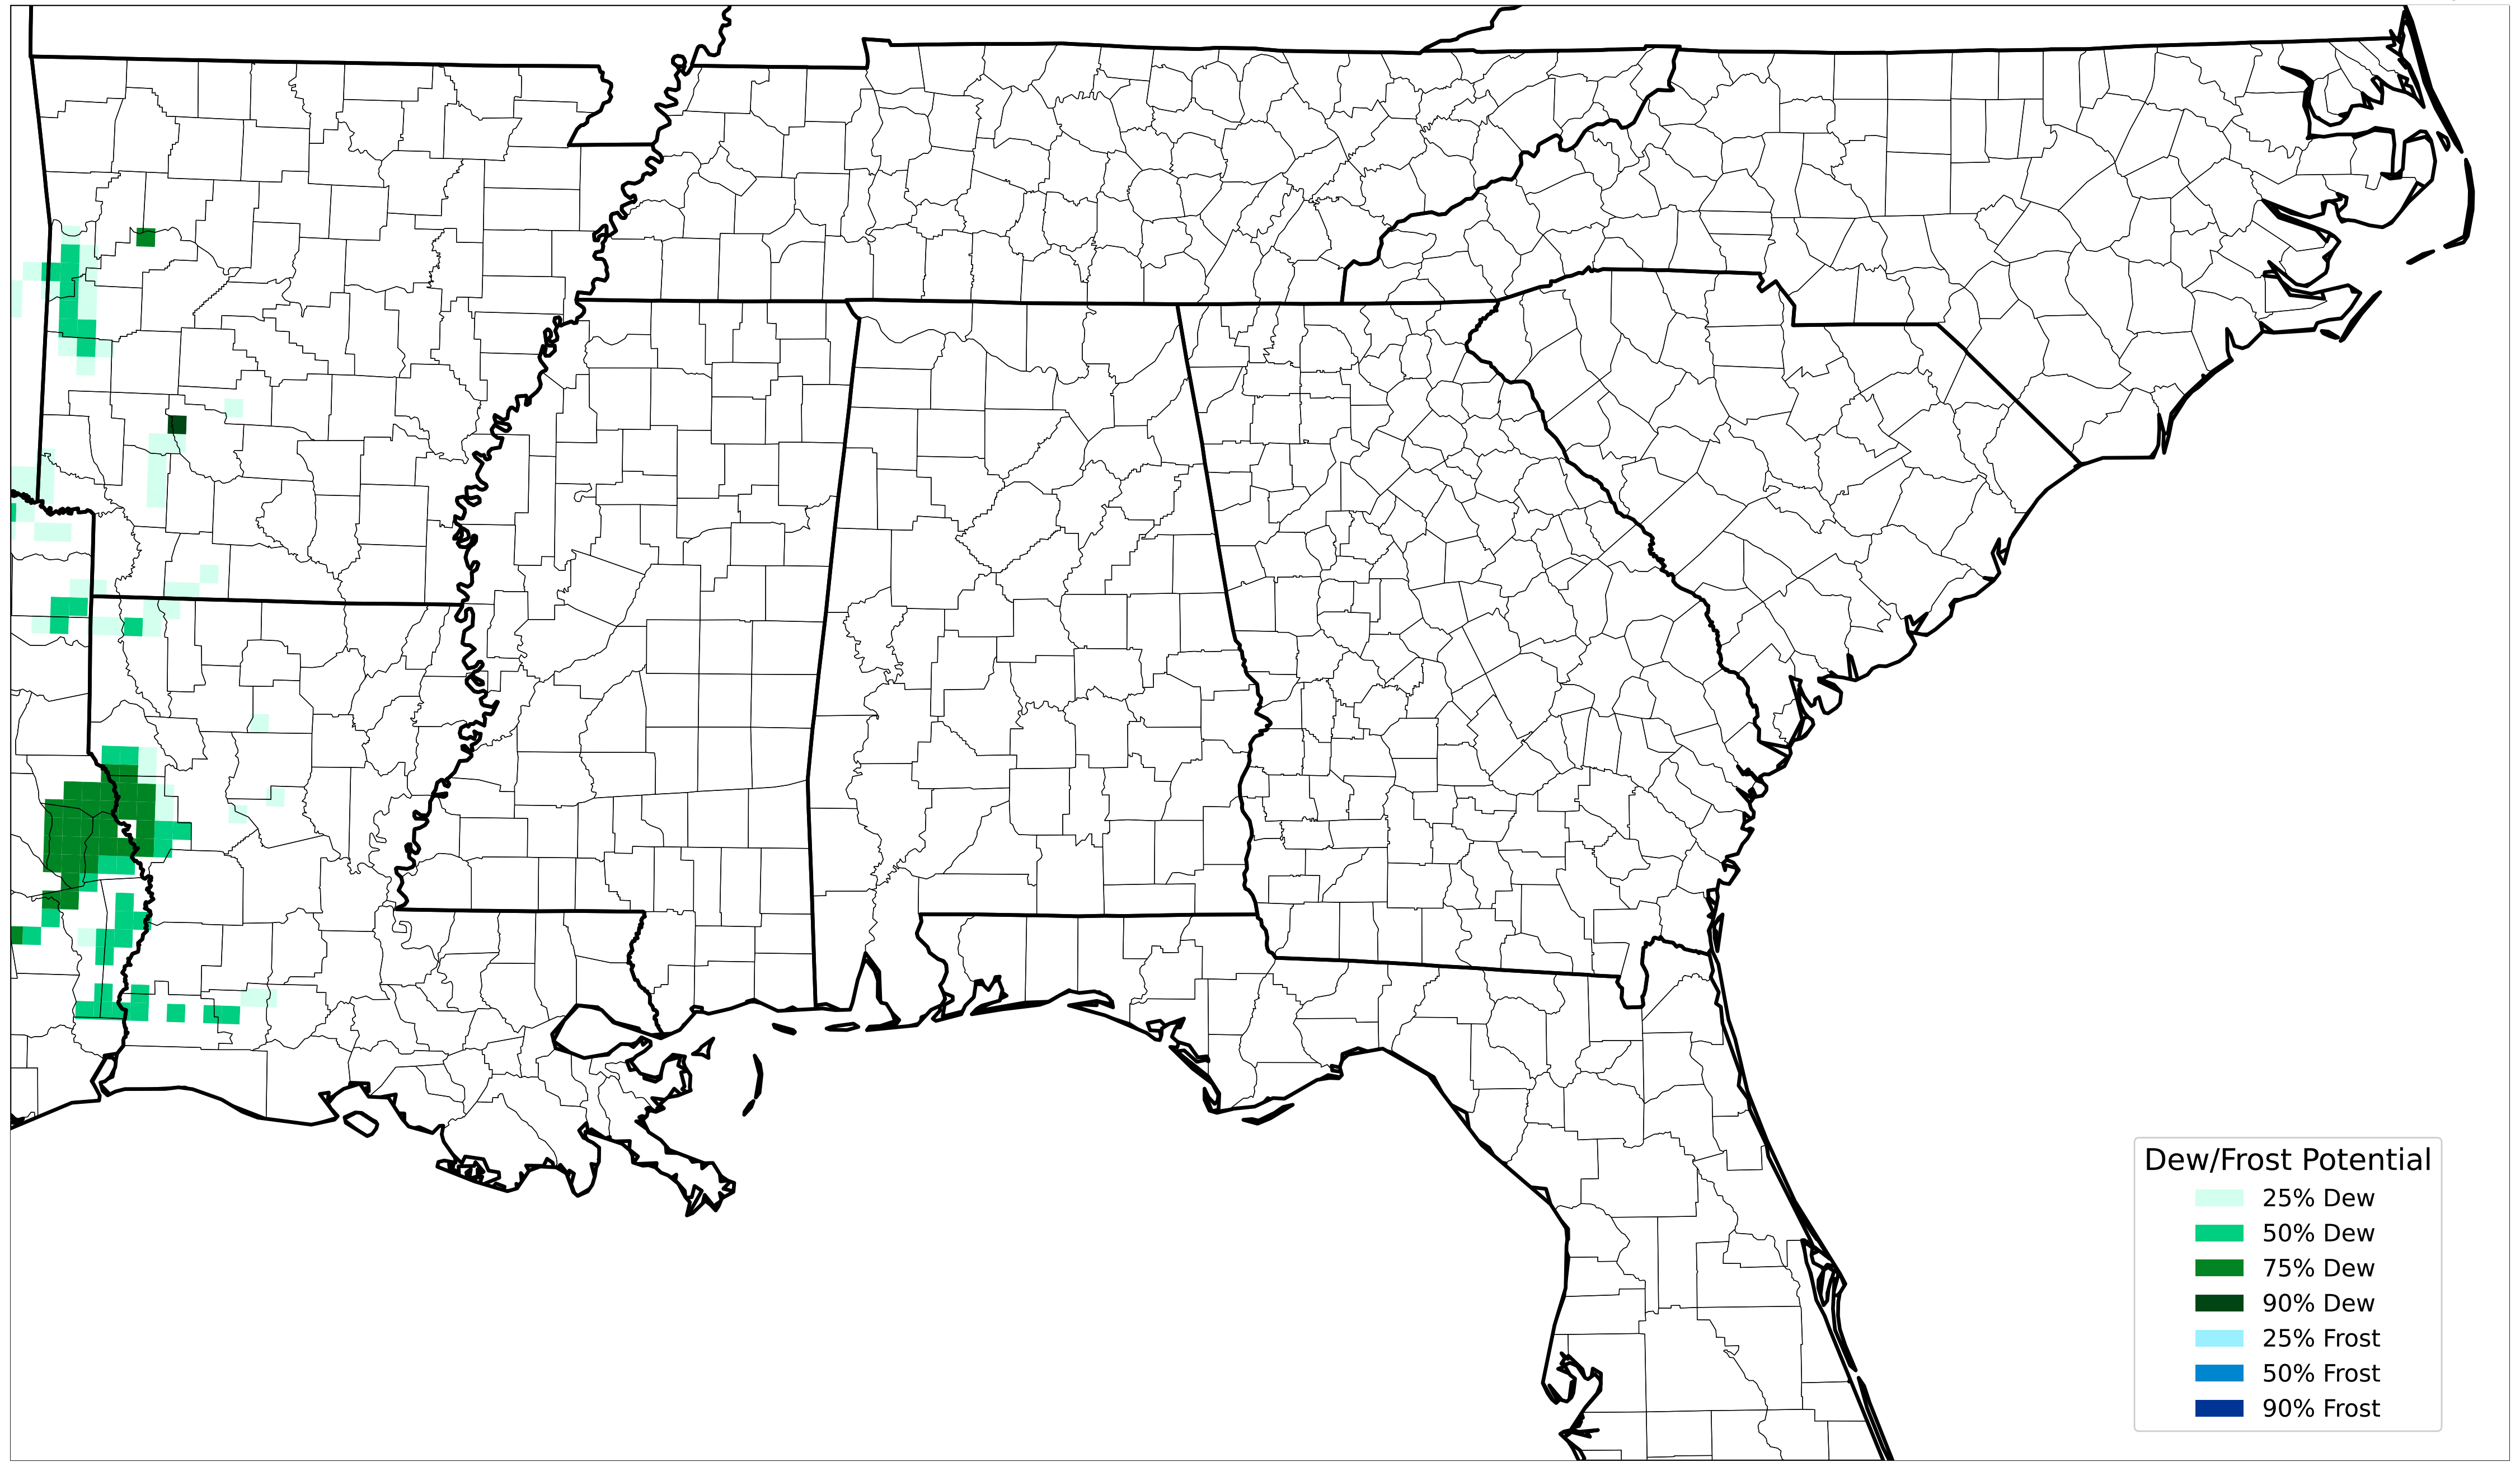 Dew/Frost Potential
25% Dew
50% Dew
75% Dew
90% Dew
25% Frost
50% Frost
90% Frost